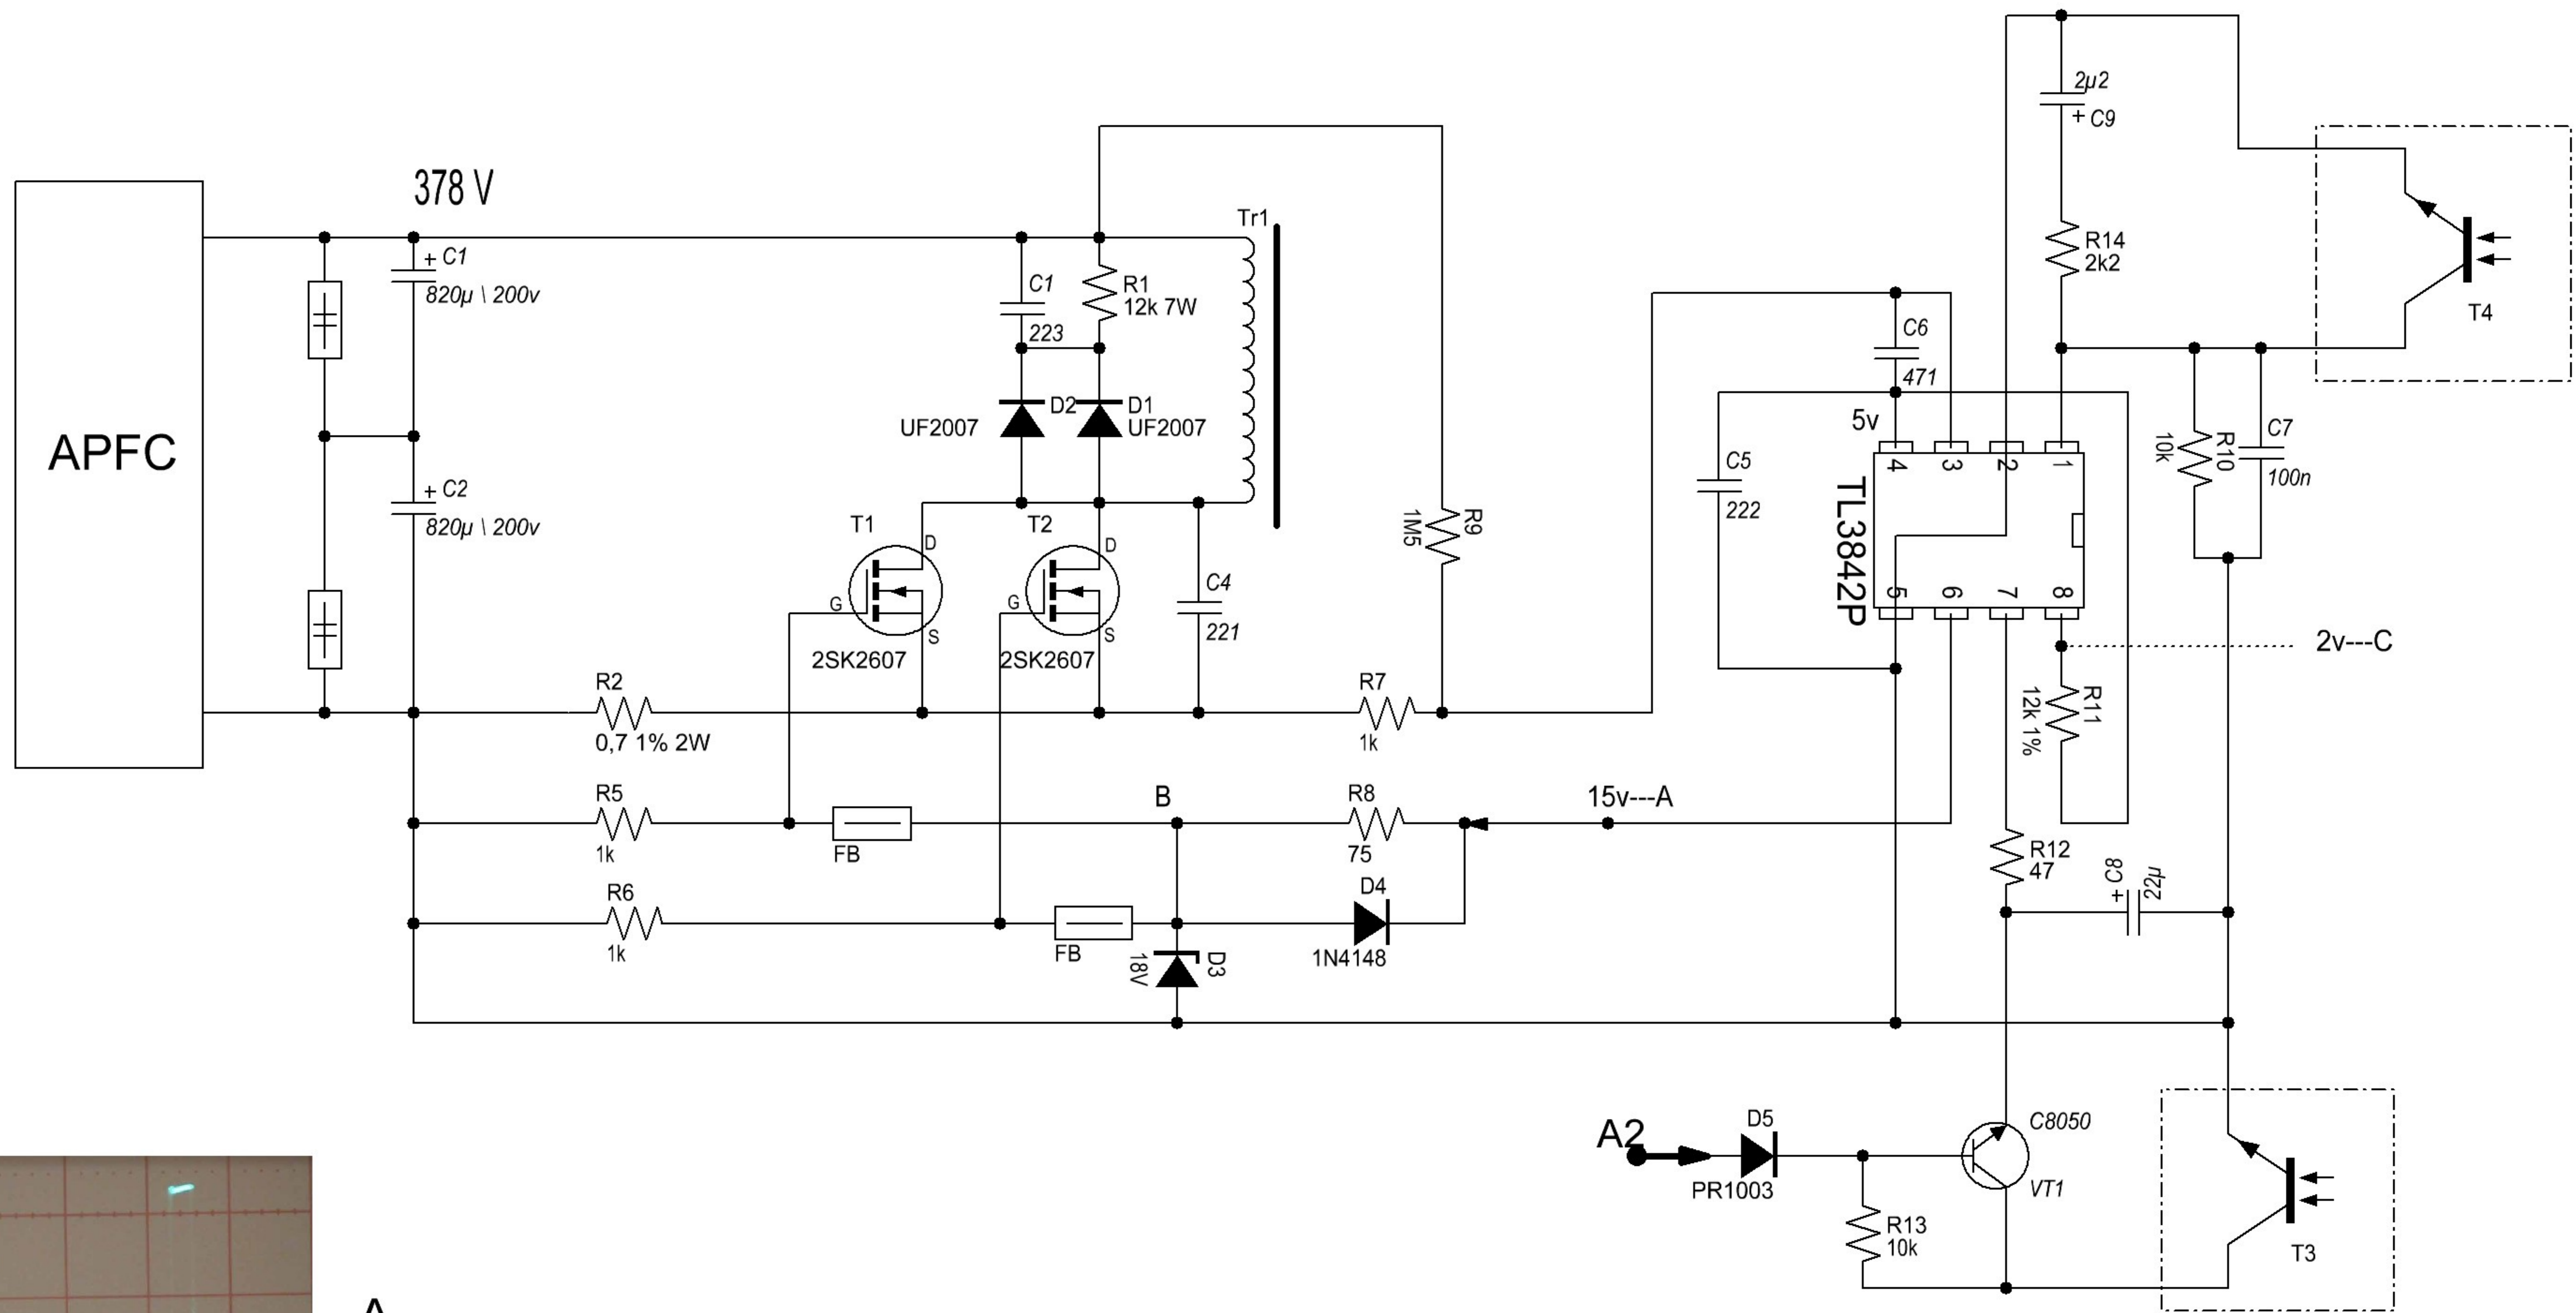 APFC
378 V
+ C1
820µ \ 200v
+ C2
820µ \ 200v
C1
223
R1
12k 7W
Tr1
UF2007
D2
D1
UF2007
T1
D
G
S
2SK2607
T2
D
G
S
2SK2607
C4
221
R9
1M5
R2
0,7 1% 2W
R7
1k
R5
1k
FB
B
R8
75
15v---A
R6
1k
FB
18V
D3
D4
1N4148
2µ2
+ C9
R14
2k2
T4
C6
471
5v
C5
222
4
3
2
1
TL3842P
5
6
7
8
10k
R10
C7
100n
2v---C
12k 1%
R11
R12
47
C8
+
22µ
A2
D5
PR1003
C8050
VT1
R13
10k
T3
A